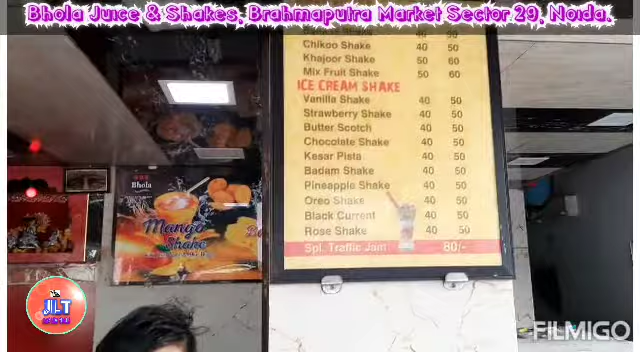 Bhola Juice & Shakes, Brahmaputra Market Sector 29, Noida.
Chikoo Shake 40 50
Khajoor Shake 50 60
Mix Fruit Shake 50 60
ICE CREAM SHAKE
Vanilla Shake 40 50
Strawberry Shake 40 50
Butter Scotch 40 50
Chocolate Shake 40 50
Kesar Pista 40 50
Badam Shake 40 50
Pineapple Shake 40 50
Oreo Shake 40 50
Black Current 40 50
Rose Shake 40 50
Spl. Traffic Jam 80/-
Bhola
Mango
Shake
JLT
FILMIGO